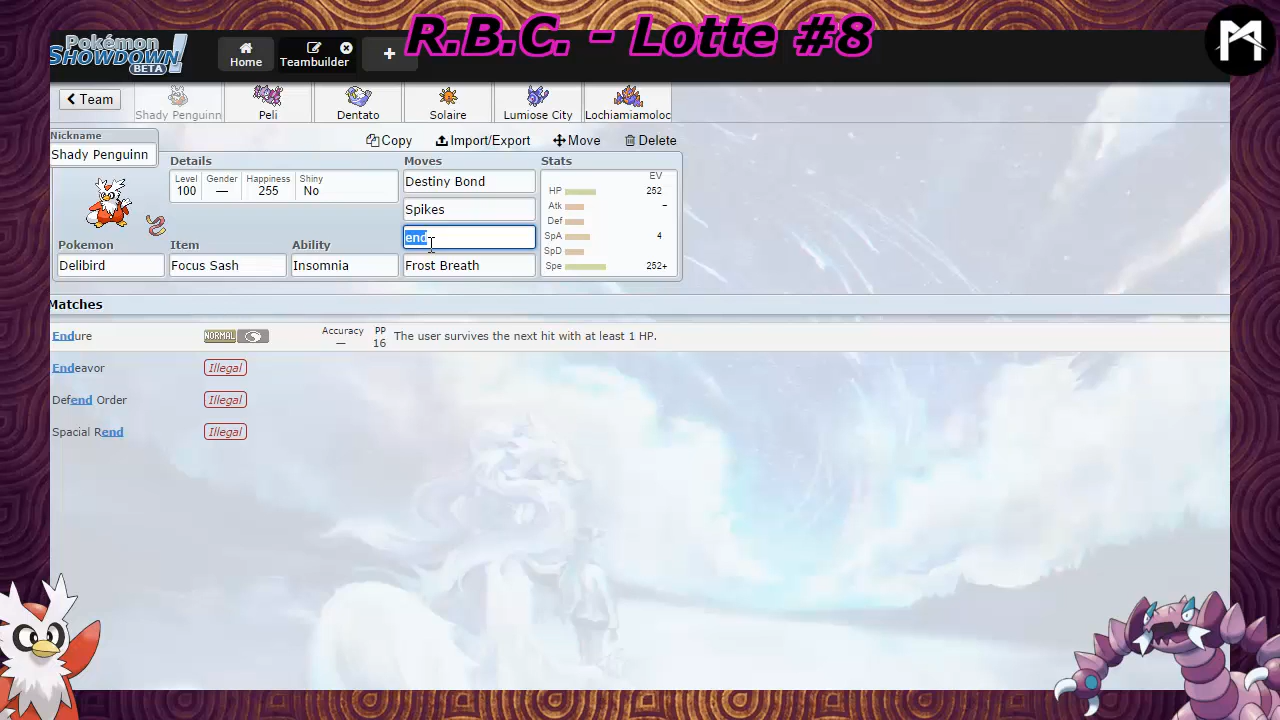 R.B.C. - Lotte #8
Pokémon
SHOWDOWN!
BETA
Home
Teambuilder
+
Team
Shady Penguinn
Peli
Dentato
Solaire
Lumiose City
Lochiamiamoloc
Nickname
Shady Penguinn
Copy
Import/Export
Move
Delete
Details
Moves
Stats
Level
Gender
Happiness
Shiny
100
—
255
No
Destiny Bond
Spikes
end
Frost Breath
EV
HP 252
Atk –
Def
SpA 4
SpD
Spe 252+
Pokemon
Item
Ability
Delibird
Focus Sash
Insomnia
Matches
Endure NORMAL Accuracy — PP 16 The user survives the next hit with at least 1 HP.
Endeavor Illegal
Defend Order Illegal
Spacial Rend Illegal